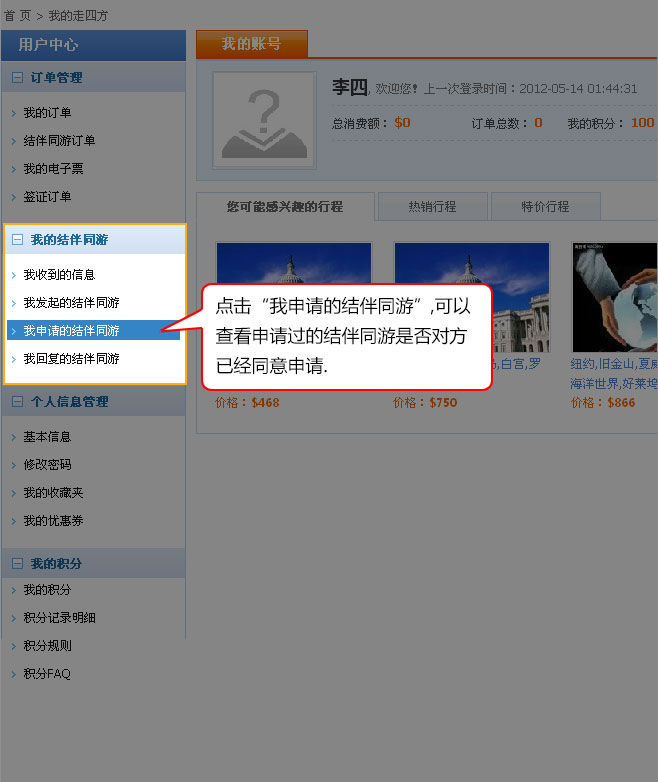 首 页 > 我的走四方
用户中心
订单管理
我的订单
结伴同游订单
我的电子票
签证订单
我的结伴同游
我收到的信息
我发起的结伴同游
我申请的结伴同游
我回复的结伴同游
个人信息管理
基本信息
修改密码
我的收藏夹
我的优惠券
我的积分
我的积分
积分记录明细
积分规则
积分FAQ
我的账号
李四, 欢迎您! 上一次登录时间:2012-05-14 01:44:31
总消费额: $0 订单总数: 0 我的积分: 100
您可能感兴趣的行程 热销行程 特价行程
点击“我申请的结伴同游”,可以
查看申请过的结伴同游是否对方
已经同意申请.
,白宫,罗
纽约,旧金山,夏威
海洋世界,好莱坞
价格:$468 价格:$750 价格:$866